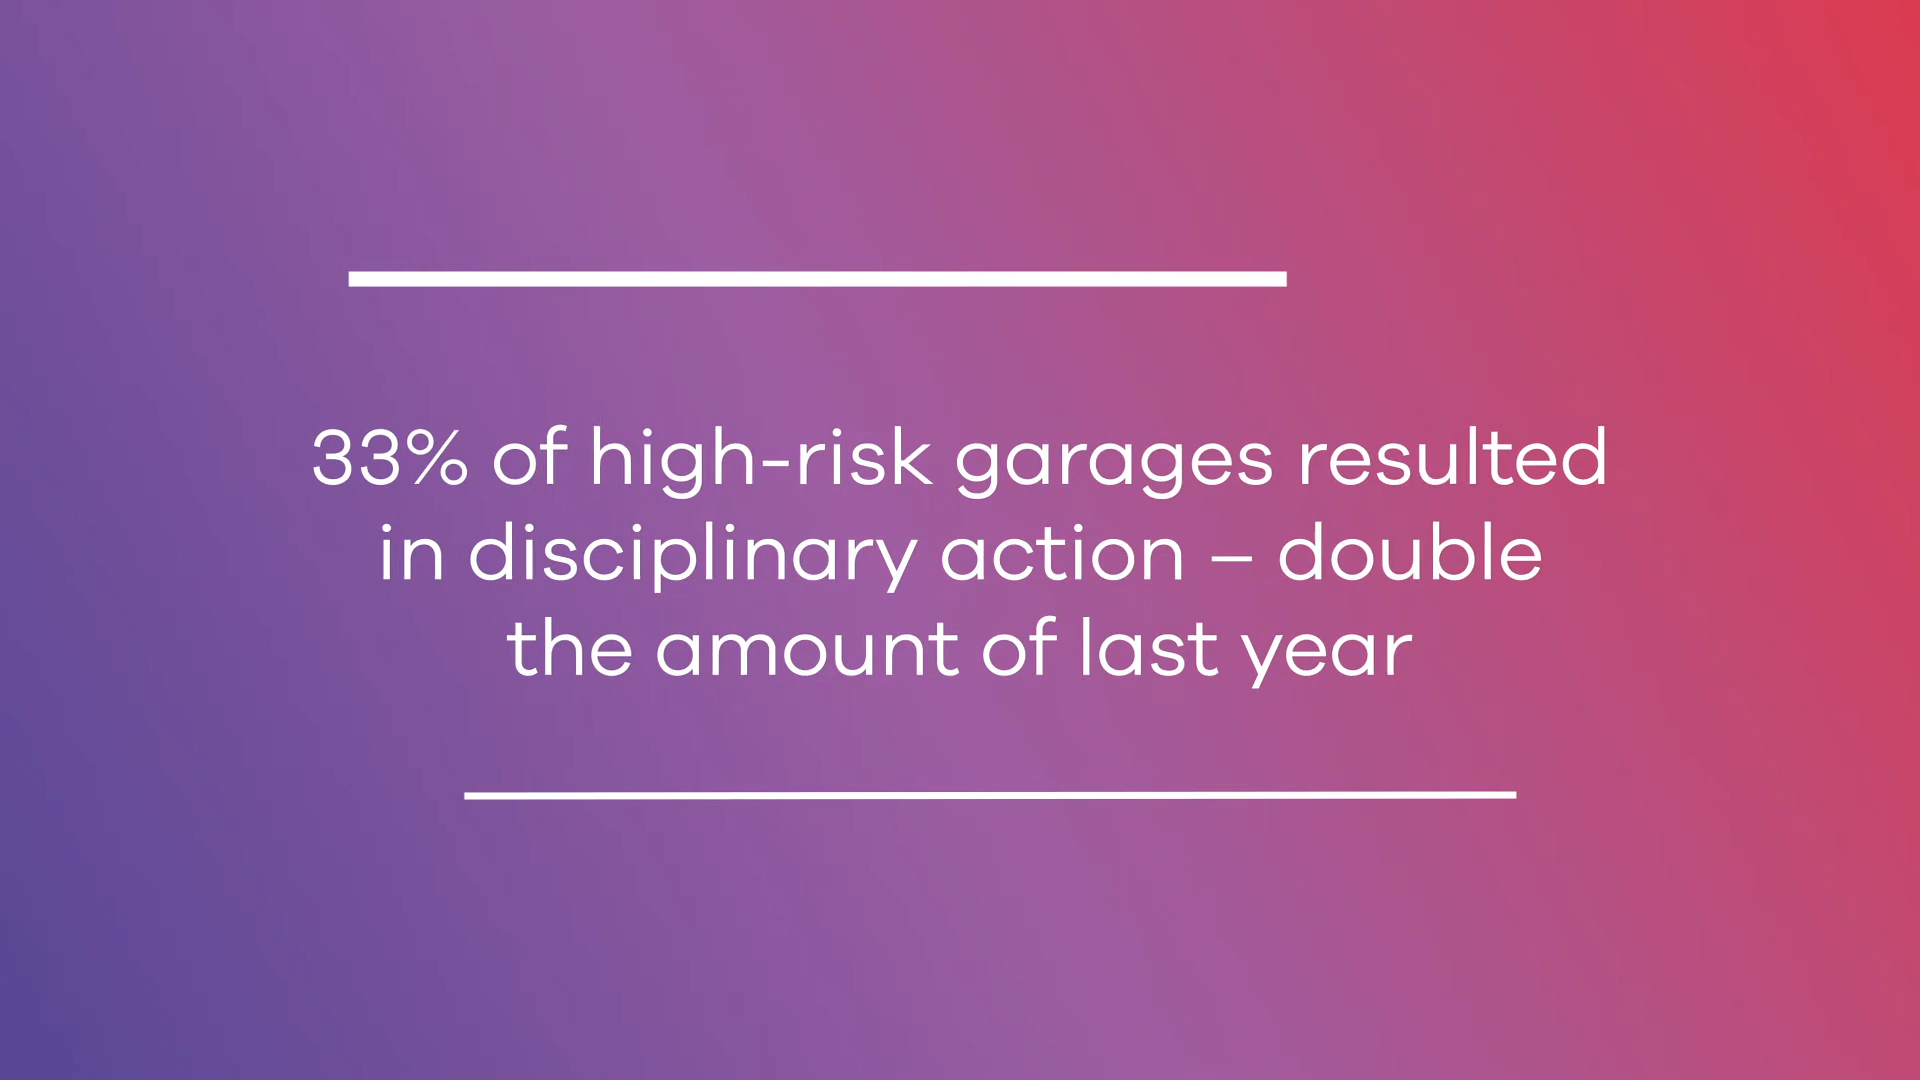 33% of high-risk garages resulted
in disciplinary action – double
the amount of last year